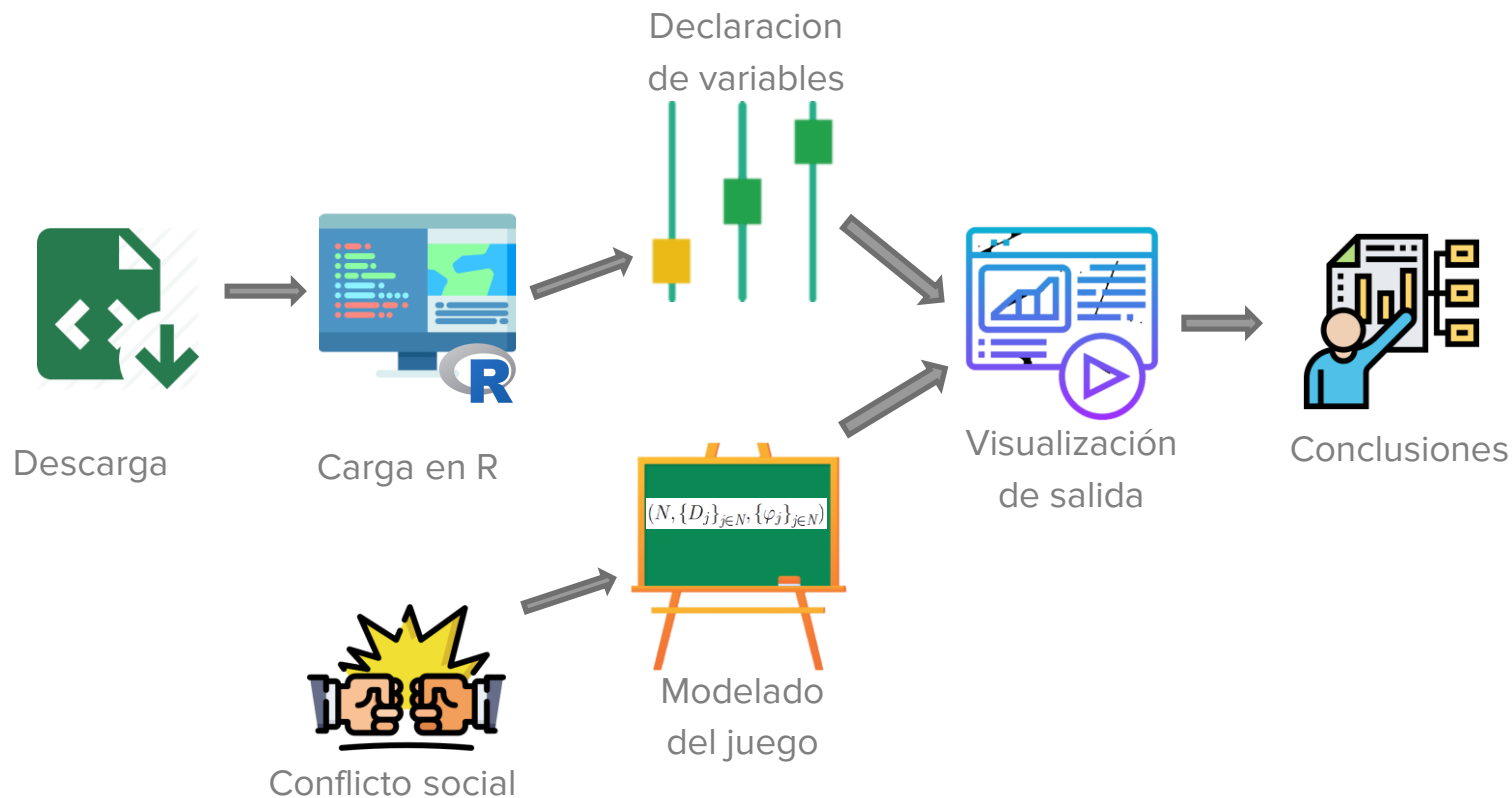 Declaracion
de variables
R
Descarga
Carga en R
Visualización
de salida
Conclusiones
(N, {D_j}_{j∈N}, {φ_j}_{j∈N})
Modelado
del juego
Conflicto social